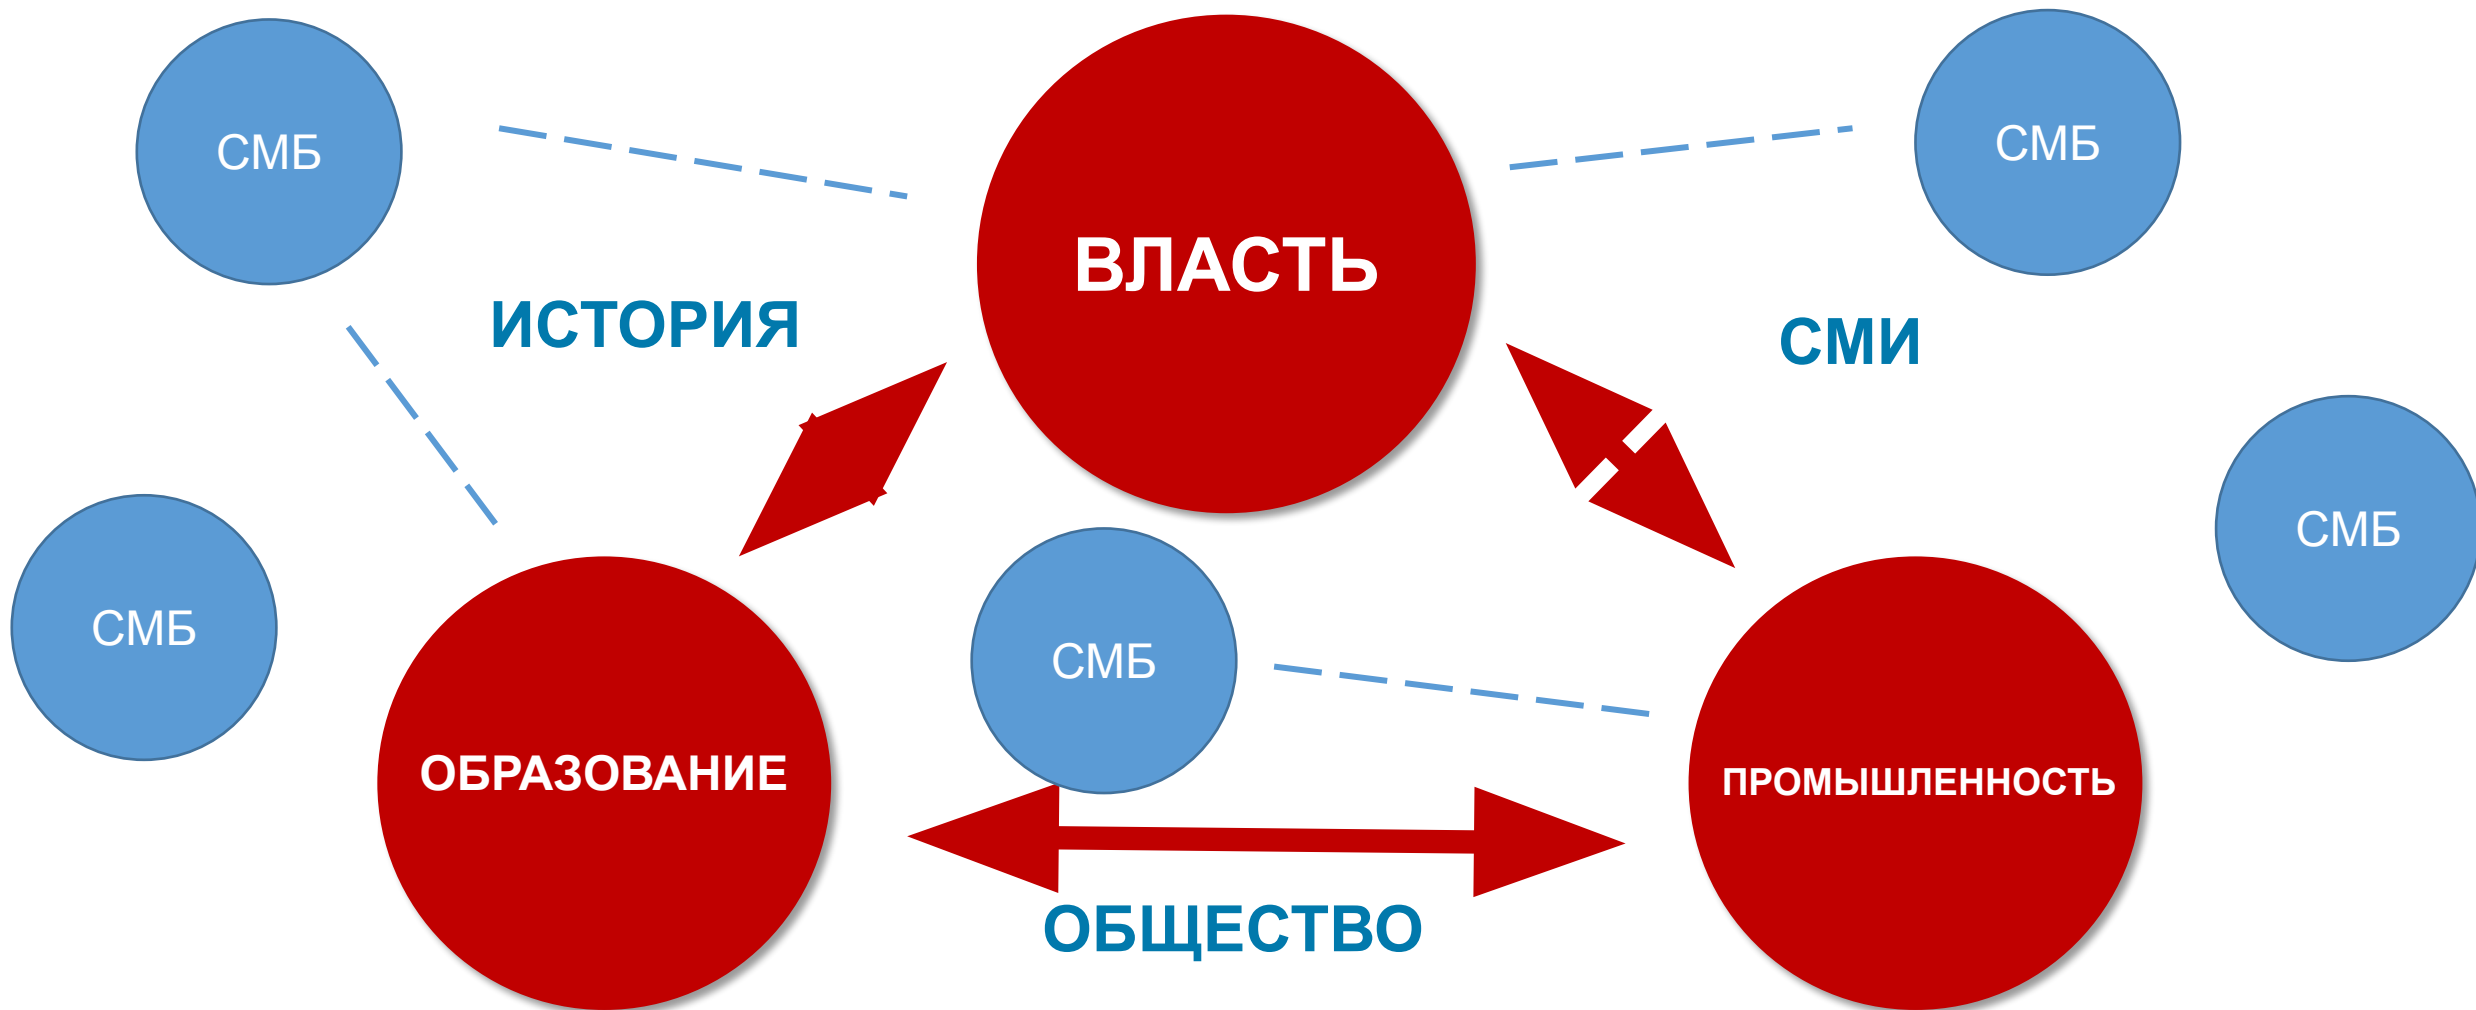 СМБ
ВЛАСТЬ
СМБ
ИСТОРИЯ
СМИ
СМБ
СМБ
СМБ
ОБРАЗОВАНИЕ
ПРОМЫШЛЕННОСТЬ
ОБЩЕСТВО